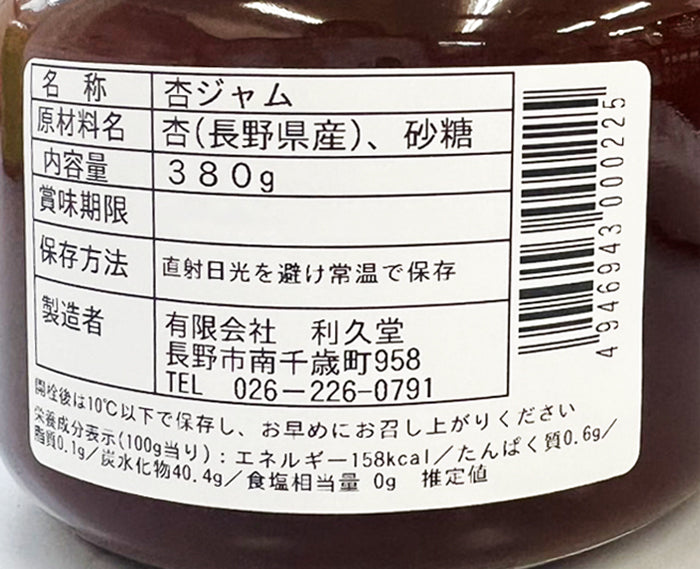 名称 杏ジャム
原材料名 杏(長野県産)、砂糖
内容量 380g
賞味期限
保存方法 直射日光を避け常温で保存
製造者 有限会社 利久堂
長野市南千歳町958
TEL 026-226-0791
開栓後は10℃以下で保存し、お早めにお召し上がりください
栄養成分表示(100g当り):エネルギー158kcal/たんぱく質0.6g/
脂質0.1g/炭水化物40.4g/食塩相当量 0g 推定値
4946943000225